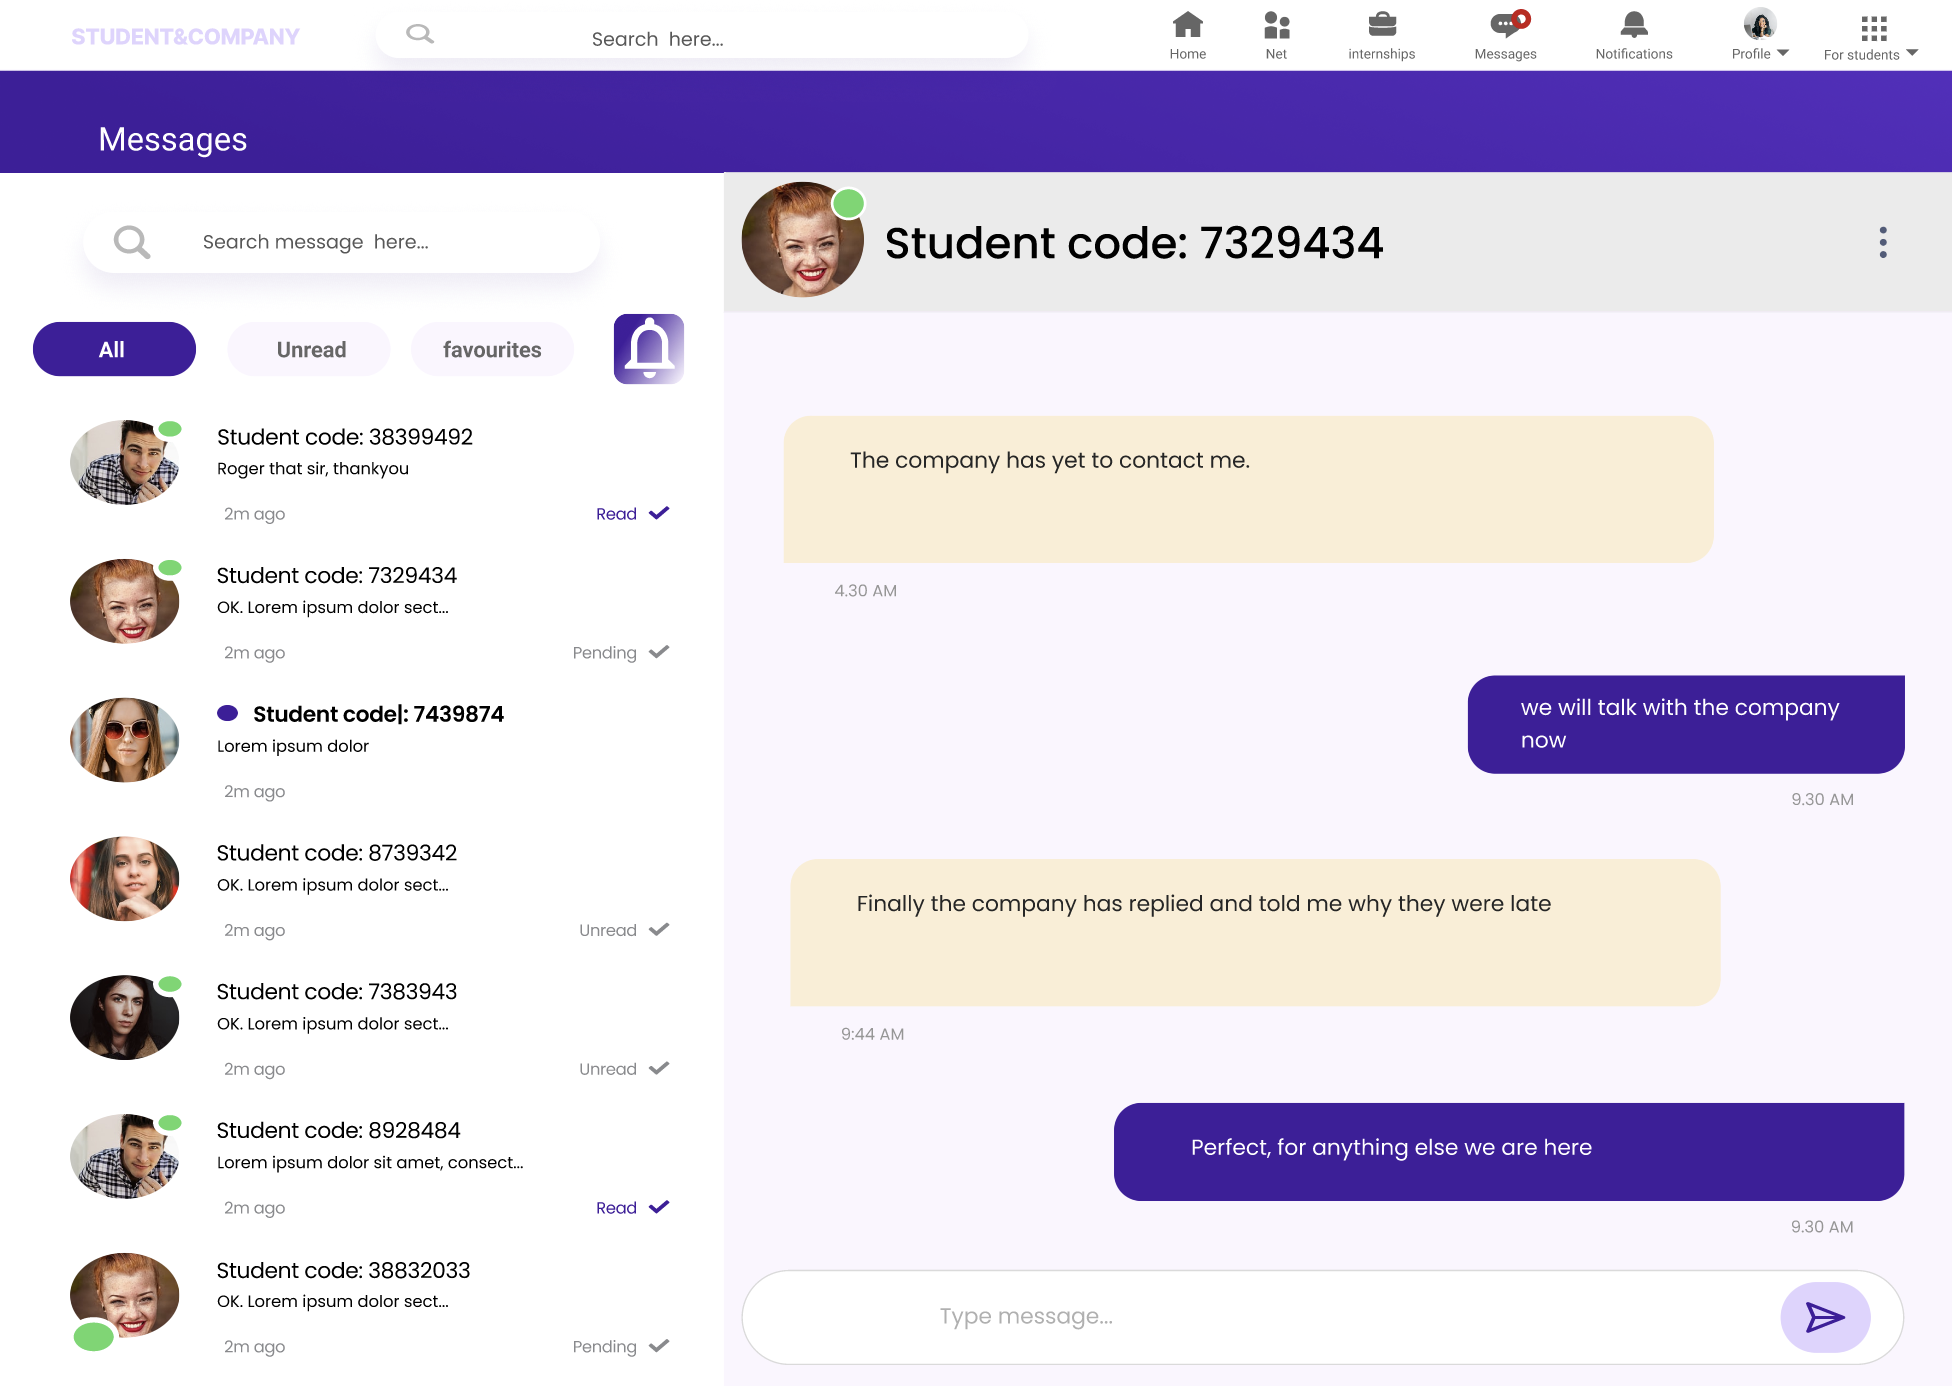 STUDENT&COMPANY
Search here...
Home
Net
internships
Messages
Notifications
Profile
For students
Messages
Search message here...
All
Unread
favourites
Student code: 38399492
Roger that sir, thankyou
2m ago
Read
Student code: 7329434
OK. Lorem ipsum dolor sect...
2m ago
Pending
Student code|: 7439874
Lorem ipsum dolor
2m ago
Student code: 8739342
OK. Lorem ipsum dolor sect...
2m ago
Unread
Student code: 7383943
OK. Lorem ipsum dolor sect...
2m ago
Unread
Student code: 8928484
Lorem ipsum dolor sit amet, consect...
2m ago
Read
Student code: 38832033
OK. Lorem ipsum dolor sect...
2m ago
Pending
Student code: 7329434
The company has yet to contact me.
4.30 AM
we will talk with the company
now
9.30 AM
Finally the company has replied and told me why they were late
9:44 AM
Perfect, for anything else we are here
9.30 AM
Type message...